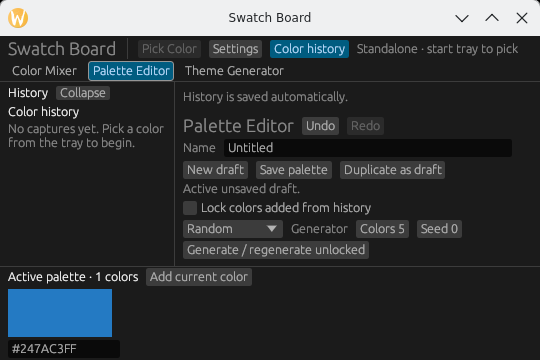 Swatch Board
Swatch Board Pick Color Settings Color history Standalone · start tray to pick
Color Mixer Palette Editor Theme Generator
History Collapse
Color history
No captures yet. Pick a color
from the tray to begin.
History is saved automatically.
Palette Editor Undo Redo
Name Untitled
New draft Save palette Duplicate as draft
Active unsaved draft.
Lock colors added from history
Random Generator Colors 5 Seed 0
Generate / regenerate unlocked
Active palette · 1 colors Add current color
#247AC3FF